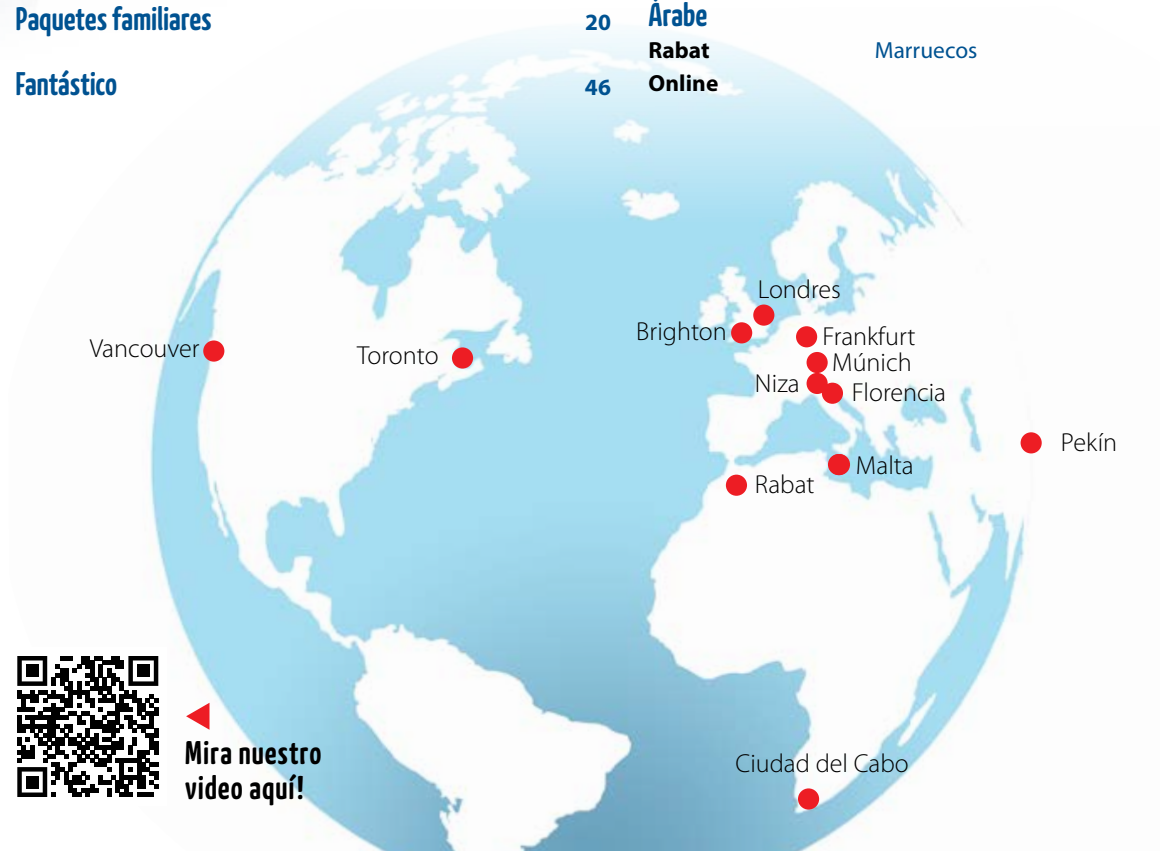 Paquetes familiares 20
Fantástico 46
Árabe
Rabat Marruecos
Online
Londres
Brighton
Frankfurt
Vancouver
Toronto
Múnich
Niza
Florencia
Pekín
Malta
Rabat
Mira nuestro
video aquí!
Ciudad del Cabo